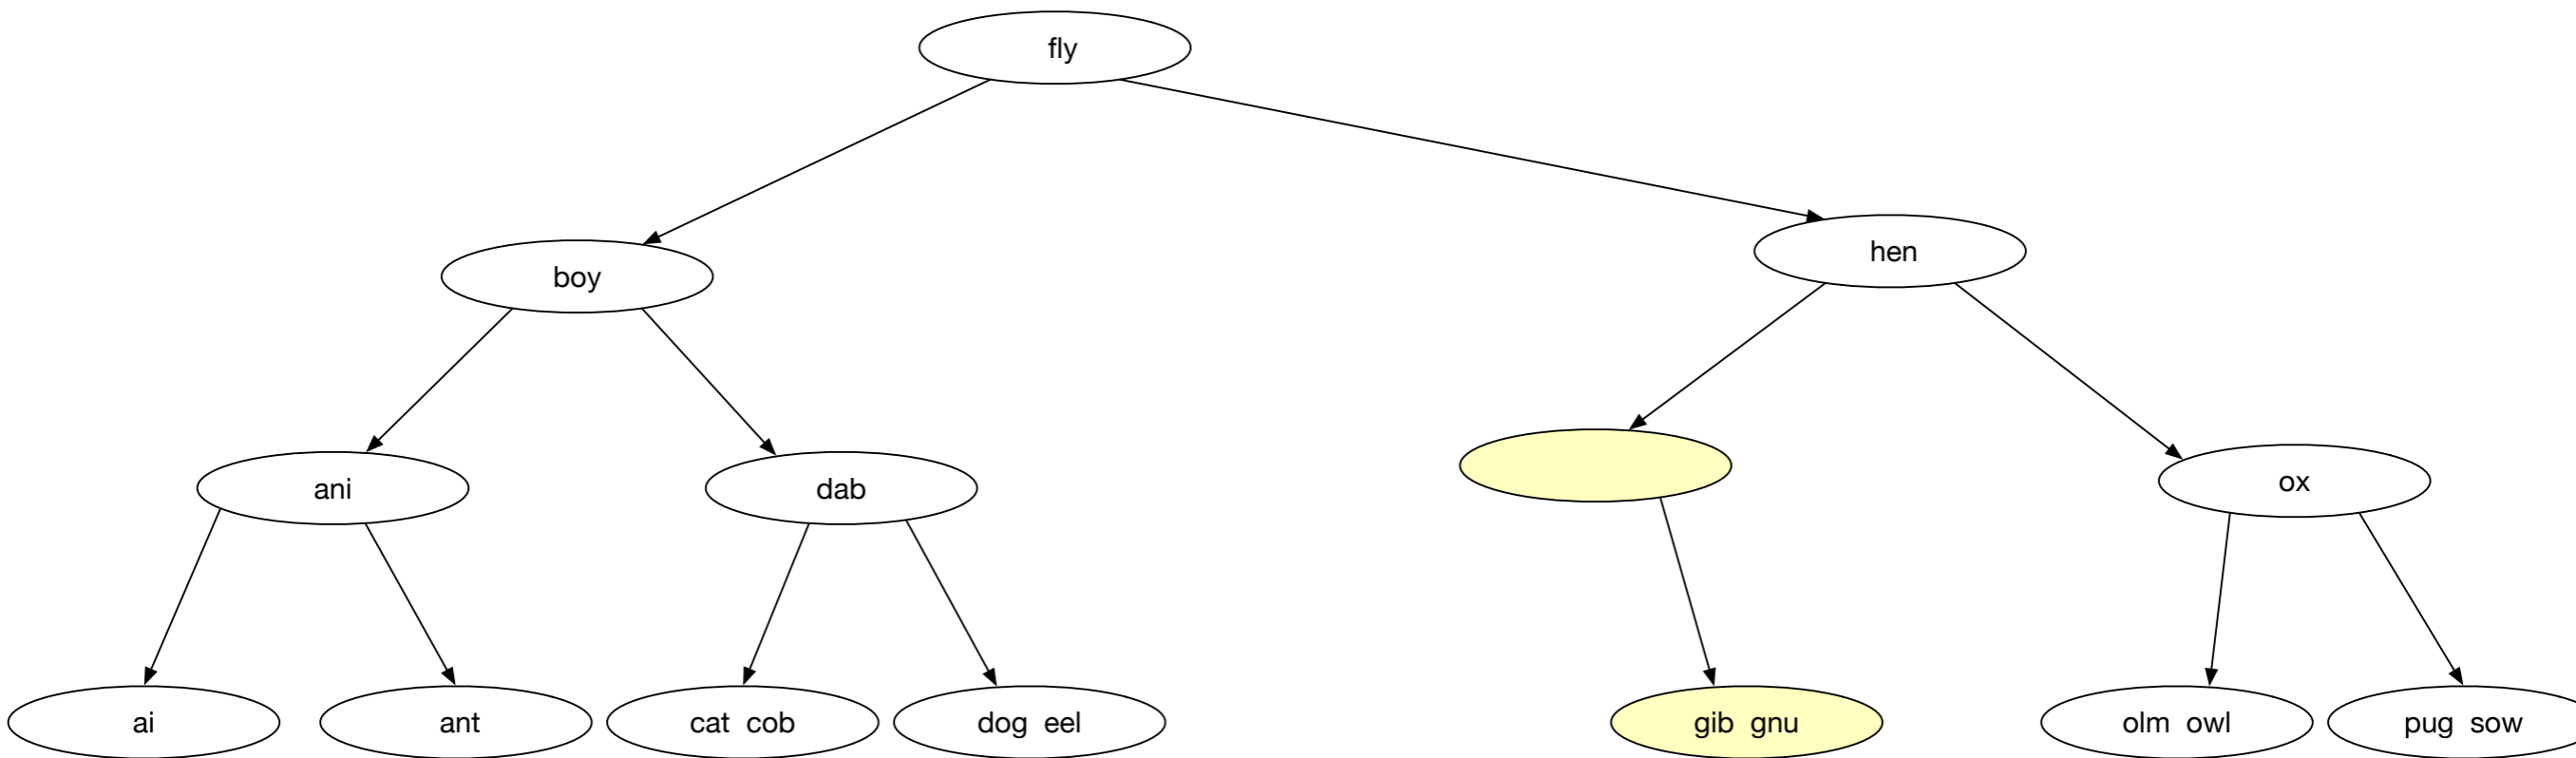 fly
hen
boy
ani
dab
ox
ai
ant
cat cob
dog eel
gib gnu
olm owl
pug sow